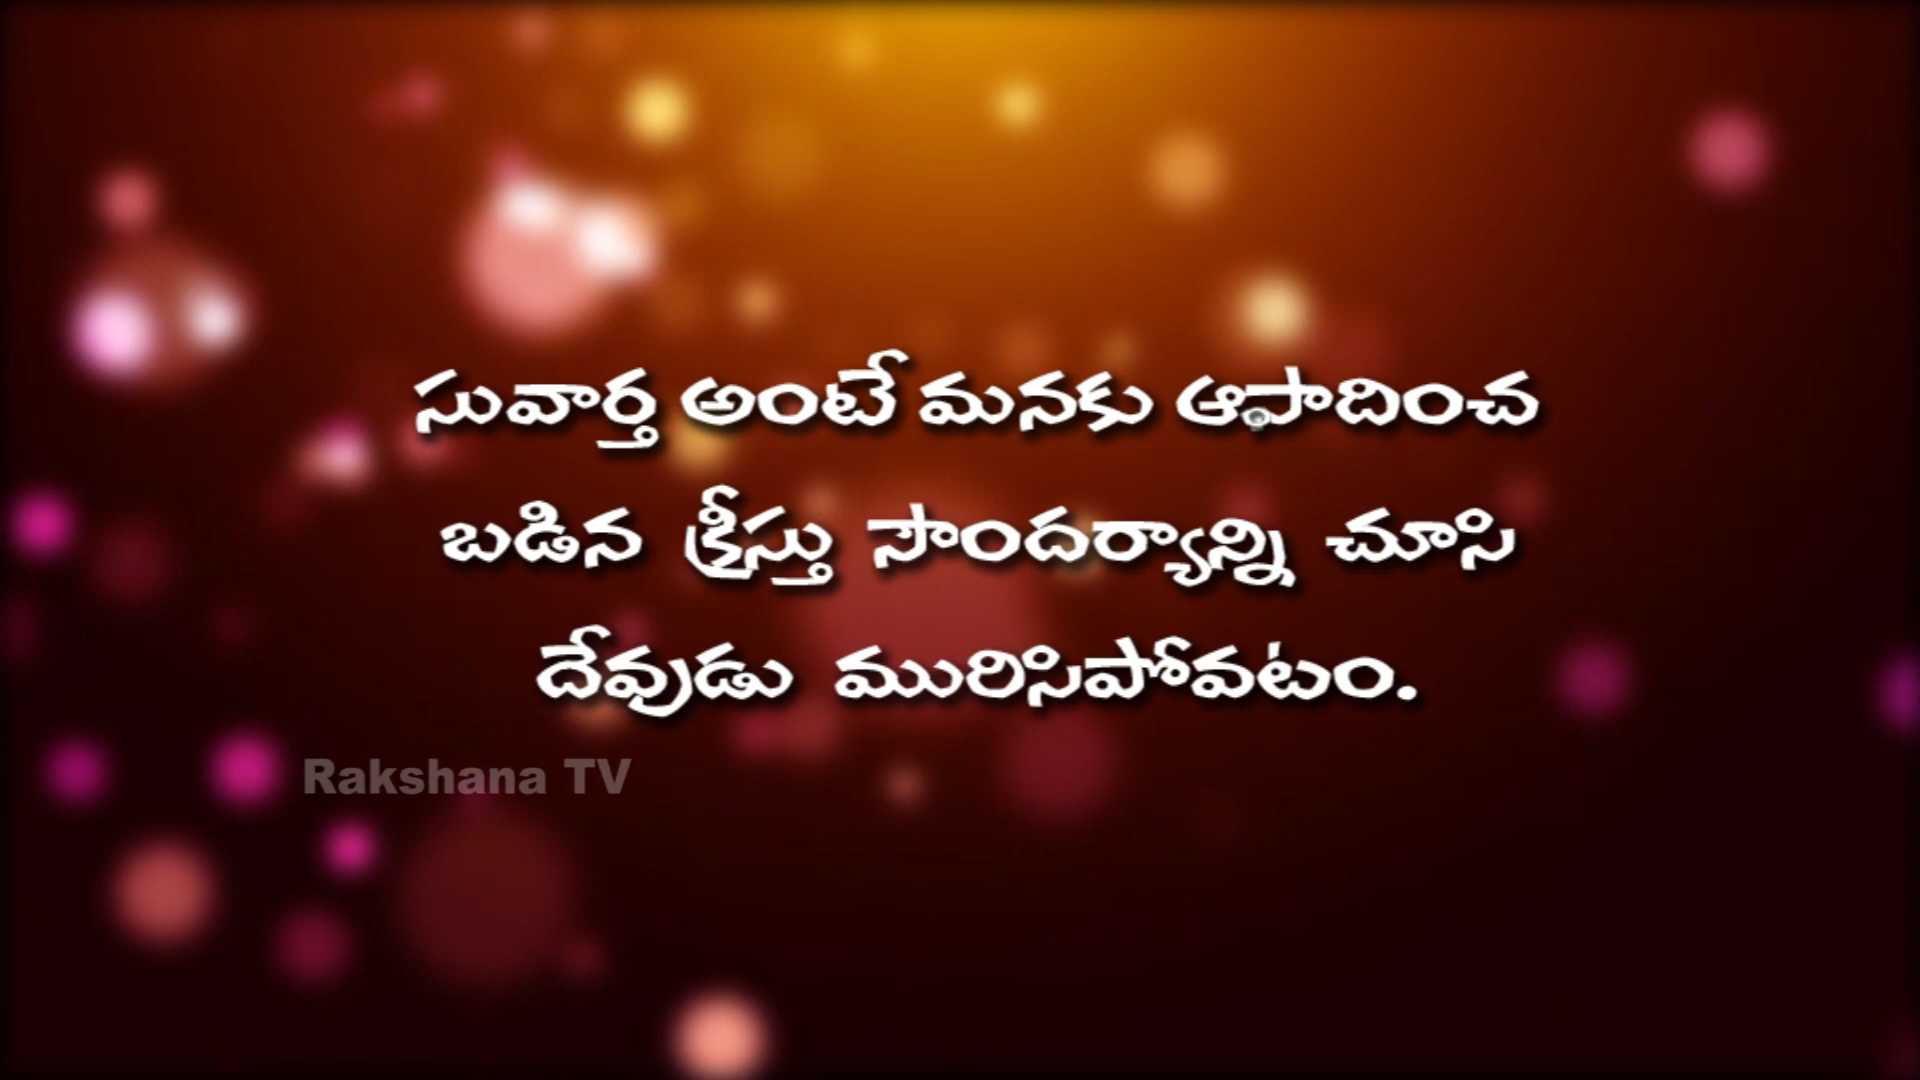 సువార్త అంటే మనకు ఆపాదించ
బడిన క్రీస్తు సౌందర్యాన్ని చూసి
దేవుడు మురిసిపోవటం.
Rakshana TV